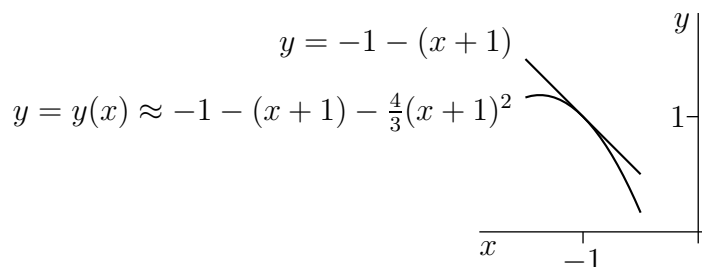 y
y = −1 − (x + 1)
y = y(x) ≈ −1 − (x + 1) − 4/3(x + 1)²
1
x
−1